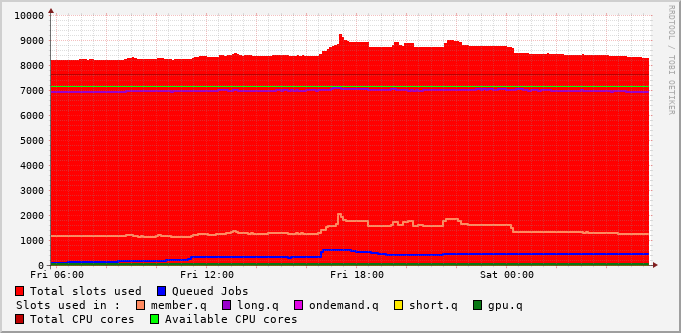 10000
9000
8000
7000
6000
5000
4000
3000
2000
1000
0
Fri 06:00 Fri 12:00 Fri 18:00 Sat 00:00
RRDTOOL / TOBI OETIKER
Total slots used Queued Jobs
Slots used in : member.q long.q ondemand.q short.q gpu.q
Total CPU cores Available CPU cores